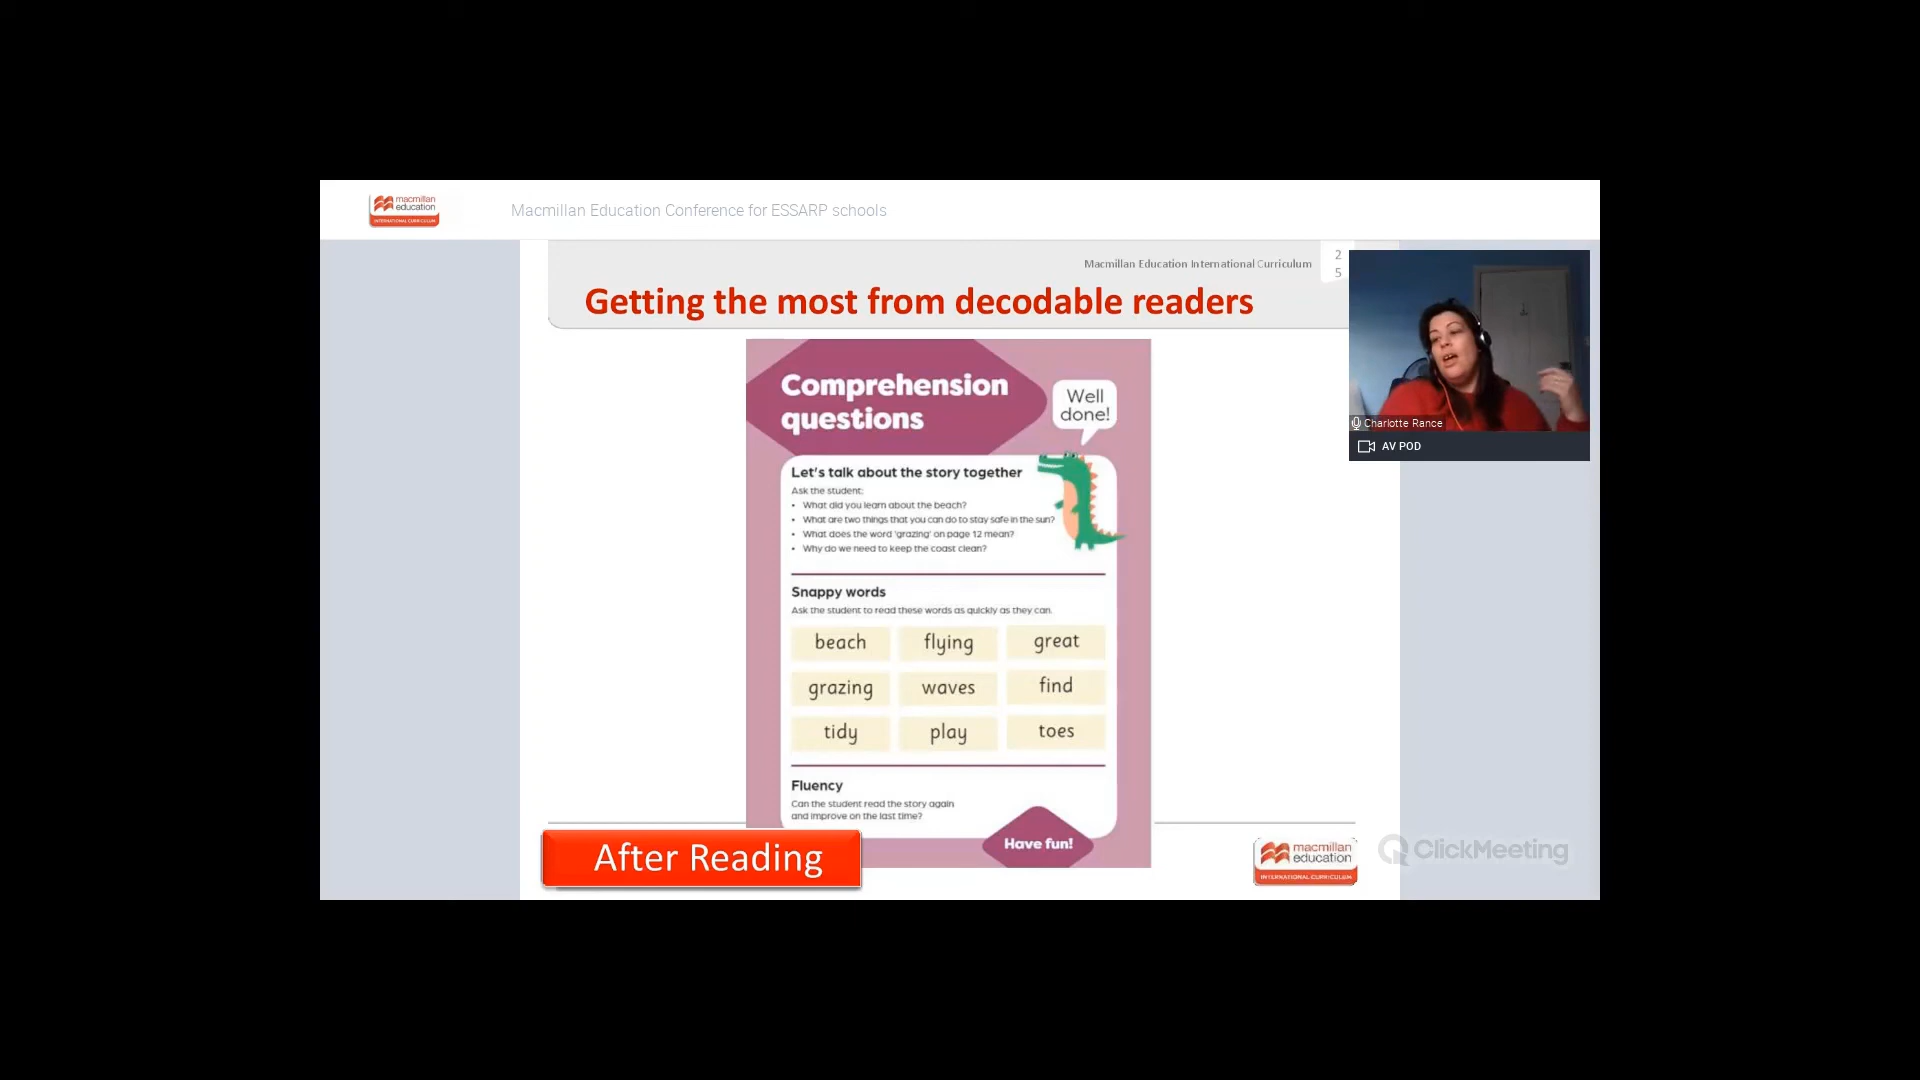 macmillan
education
INTERNATIONAL CURRICULUM
Macmillan Education Conference for ESSARP schools
Macmillan Education International Curriculum
2
5
Getting the most from decodable readers
Comprehension
questions
Well
done!
Let's talk about the story together
Ask the student:
• What did you learn about the beach?
• What are two things that you can do to stay safe in the sun?
• What does the word 'grazing' on page 12 mean?
• Why do we need to keep the coast clean?
Snappy words
Ask the student to read these words as quickly as they can.
beach flying great
grazing waves find
tidy play toes
Fluency
Can the student read the story again
and improve on the last time?
Have fun!
After Reading
macmillan
education
INTERNATIONAL CURRICULUM
ClickMeeting
Charlotte Rance
AV POD